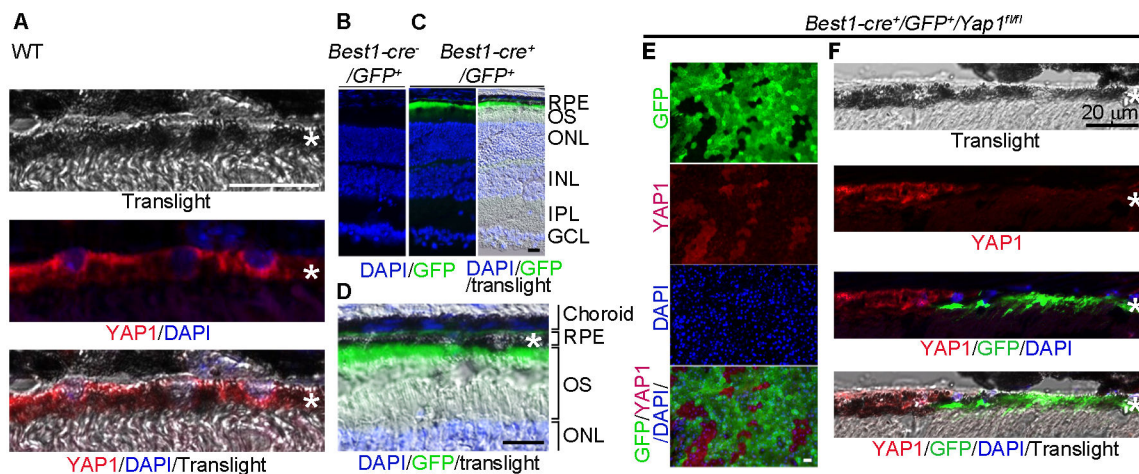 A
WT
*
Translight
*
YAP1/DAPI
*
YAP1/DAPI/Translight
B
C
Best1-cre-
/GFP+
Best1-cre+
/GFP+
RPE
OS
ONL
INL
IPL
GCL
DAPI/GFP
DAPI/GFP
/translight
D
Choroid
RPE
*
OS
ONL
DAPI/GFP/translight
Best1-cre+/GFP+/Yap1fl/fl
E
GFP
YAP1
DAPI
GFP/YAP1
/DAPI/
F
*
20 µm
Translight
*
YAP1
*
YAP1/GFP/DAPI
*
YAP1/GFP/DAPI/Translight